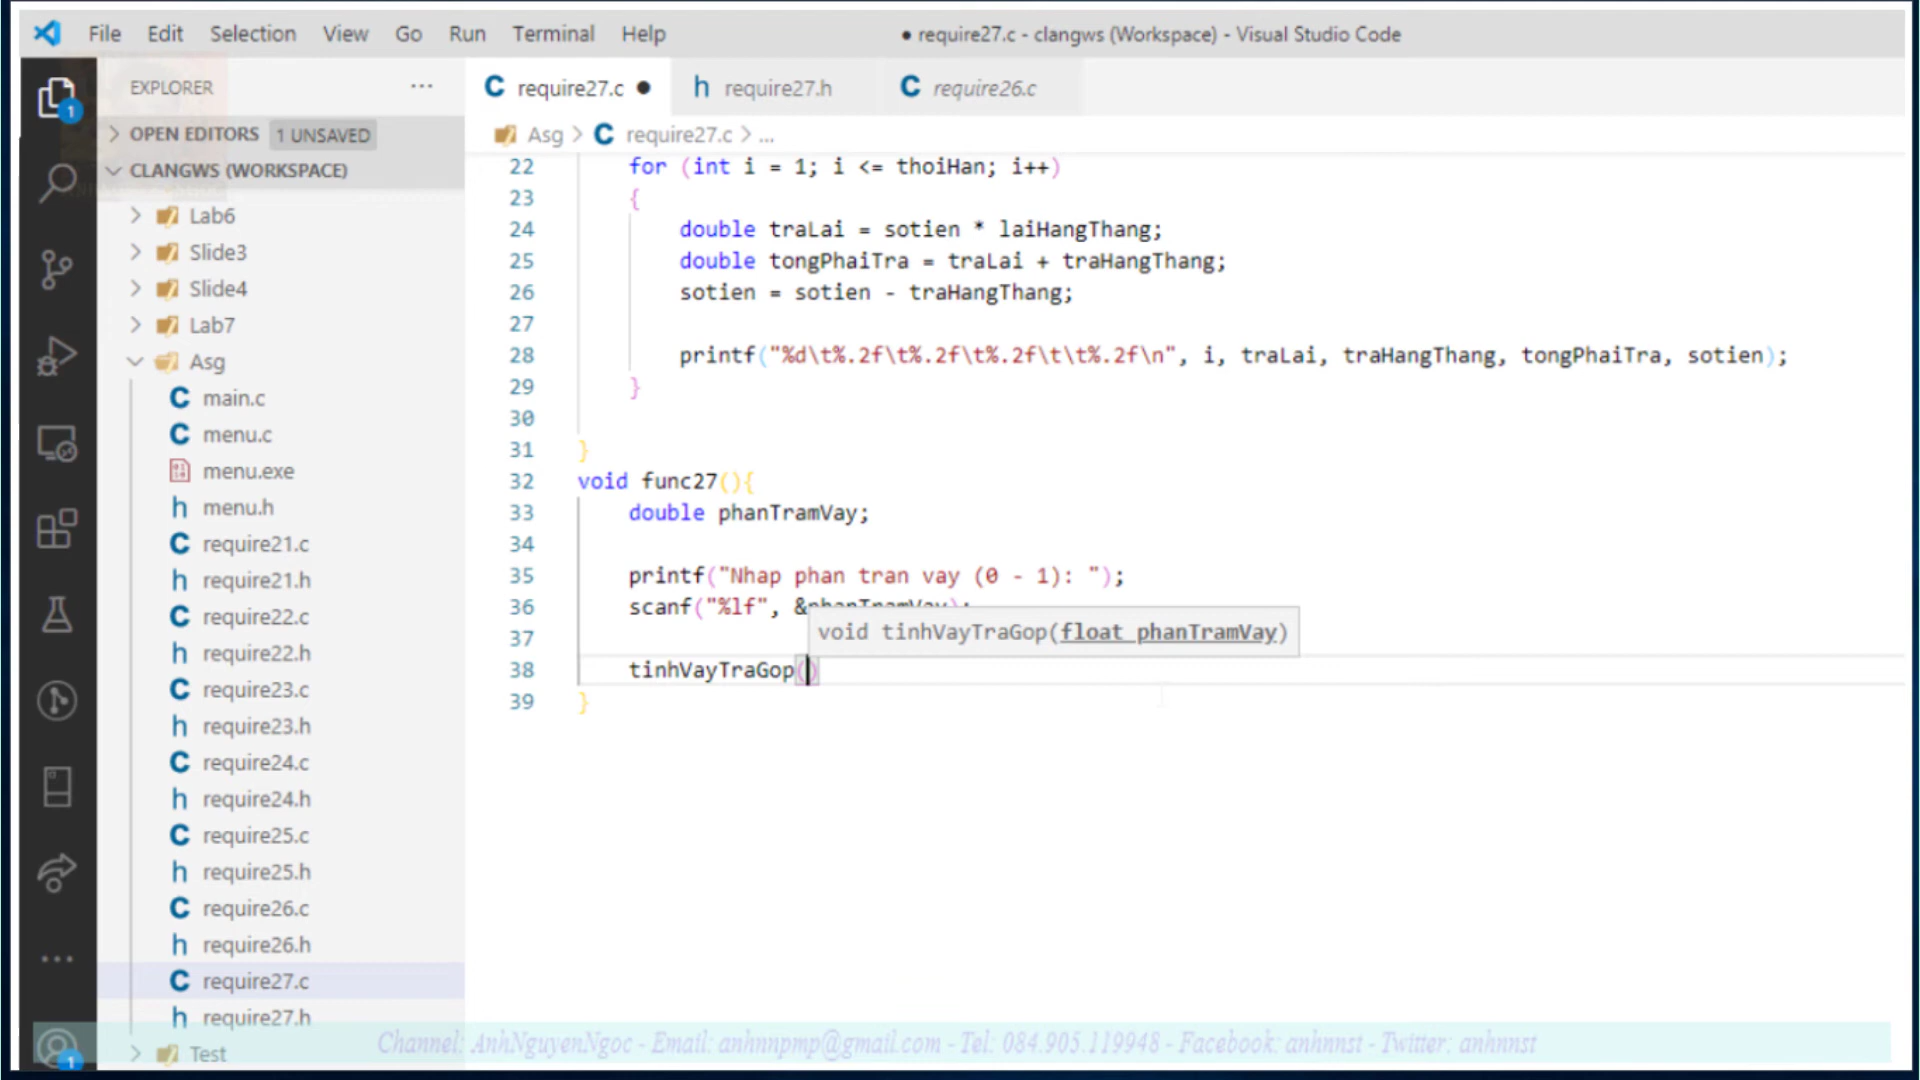 File Edit Selection View Go Run Terminal Help
● require27.c - clangws (Workspace) - Visual Studio Code
EXPLORER ···
OPEN EDITORS 1 UNSAVED
CLANGWS (WORKSPACE)
Lab6
Slide3
Slide4
Lab7
Asg
C main.c
C menu.c
menu.exe
h menu.h
C require21.c
h require21.h
C require22.c
h require22.h
C require23.c
h require23.h
C require24.c
h require24.h
C require25.c
h require25.h
C require26.c
h require26.h
C require27.c
h require27.h
Test
1
1
C require27.c ● h require27.h C require26.c
Asg > C require27.c > ...
22 for (int i = 1; i <= thoiHan; i++)
23 {
24 double traLai = sotien * laiHangThang;
25 double tongPhaiTra = traLai + traHangThang;
26 sotien = sotien - traHangThang;
27
28 printf("%d\t%.2f\t%.2f\t%.2f\t\t%.2f\n", i, traLai, traHangThang, tongPhaiTra, sotien);
29 }
30
31 }
32 void func27(){
33 double phanTramVay;
34
35 printf("Nhap phan tran vay (0 - 1): ");
36 scanf("%lf", &phanTramVay);
void tinhVayTraGop(float phanTramVay)
37
38 tinhVayTraGop()
39 }
Channel: AnhNguyenNgoc - Email: anhnnpmp@gmail.com - Tel: 084.905.119948 - Facebook: anhnnst - Twitter: anhnnst